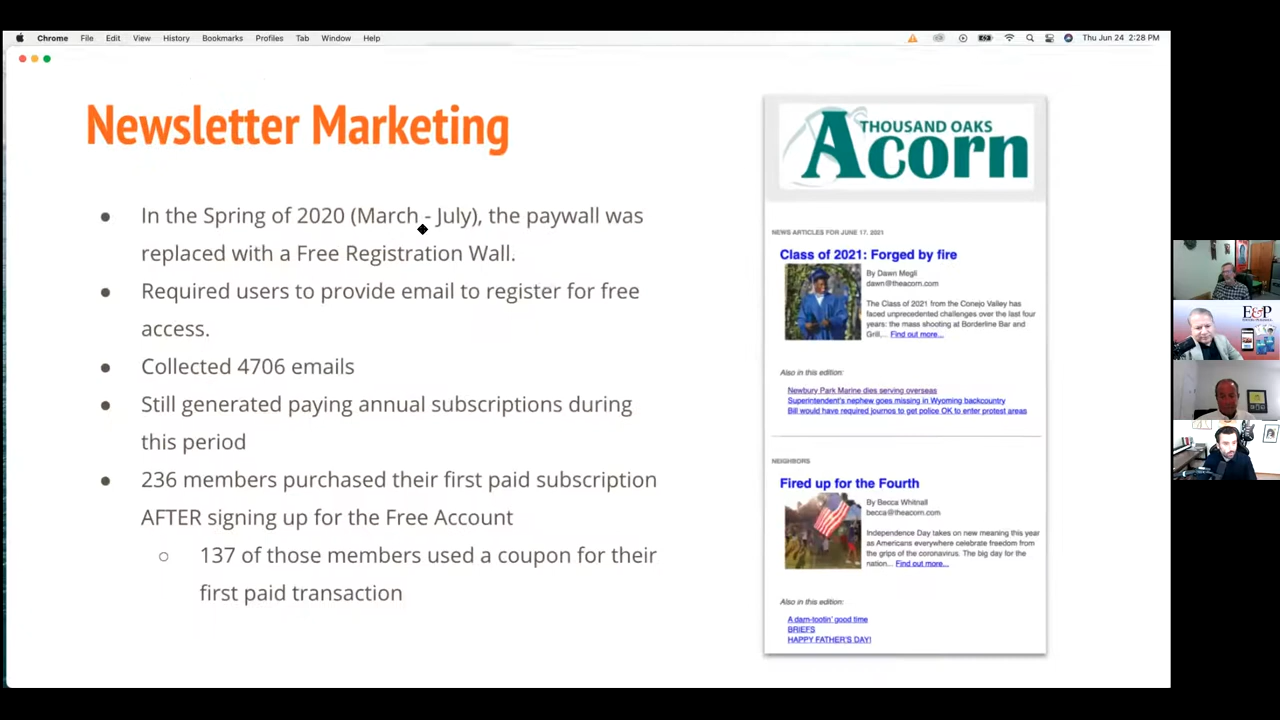 Chrome File Edit View History Bookmarks Profiles Tab Window Help Thu Jun 24 2:28 PM
Newsletter Marketing
In the Spring of 2020 (March - July), the paywall was
replaced with a Free Registration Wall.
Required users to provide email to register for free
access.
Collected 4706 emails
Still generated paying annual subscriptions during
this period
236 members purchased their first paid subscription
AFTER signing up for the Free Account
137 of those members used a coupon for their
first paid transaction
THOUSAND OAKS
Acorn
NEWS ARTICLES FOR JUNE 17, 2021
Class of 2021: Forged by fire
By Dawn Megli
dawn@theacorn.com
The Class of 2021 from the Conejo Valley has
faced unprecedented challenges over the last four
years: the mass shooting at Borderline Bar and
Grill,... Find out more...
Also in this edition:
Newbury Park Marine dies serving overseas
Superintendent's nephew goes missing in Wyoming backcountry
Bill would have required journos to get police OK to enter protest areas
NEIGHBORS
Fired up for the Fourth
By Becca Whitnall
becca@theacorn.com
Independence Day takes on new meaning this year
as Americans everywhere celebrate freedom from
the grips of the coronavirus. The big day for the
nation... Find out more...
Also in this edition:
A darn-tootin' good time
BRIEFS
HAPPY FATHER'S DAY!
E&P